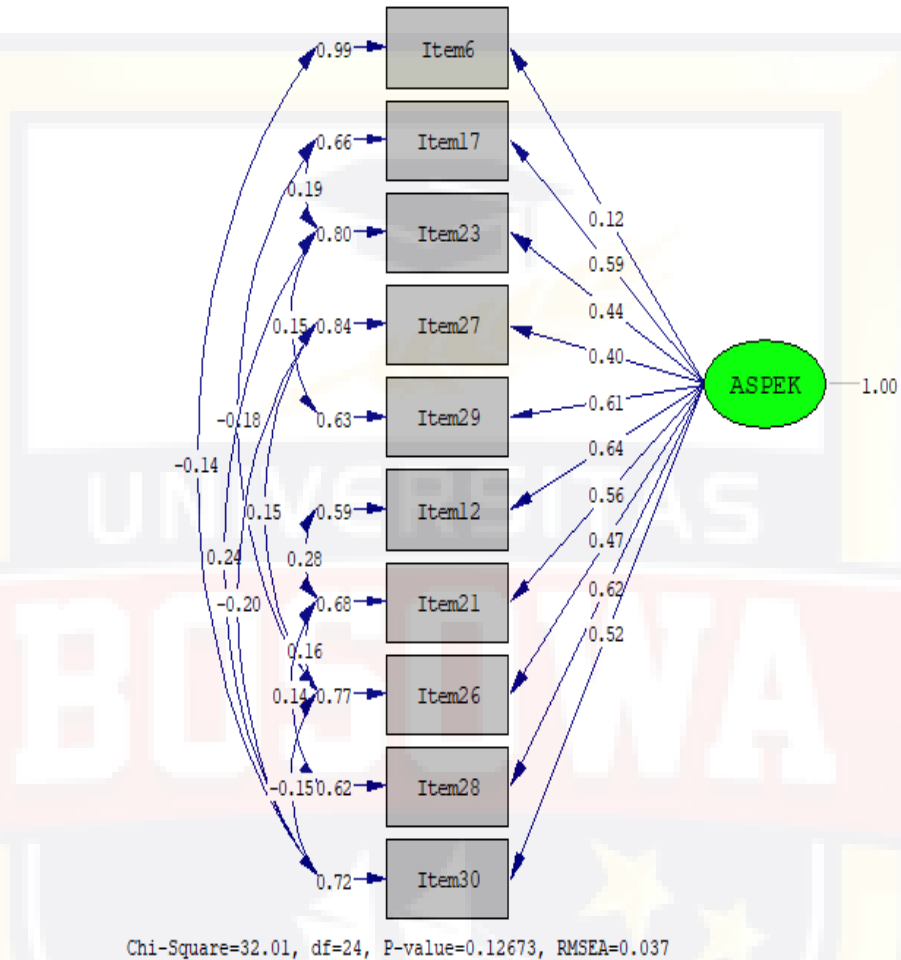 0.99 Item6
0.66 Item17
0.19
0.12
0.80 Item23
0.59
0.44
0.15 0.84 Item27
0.40
ASPEK 1.00
0.61
0.63 Item29
-0.18
0.64
-0.14
UNIVERSITAS
0.56
0.15 0.59 Item12
0.47
0.24 0.28
0.62
-0.20 0.68 Item21
0.52
0.16
BOSOWA
0.14 0.77 Item26
-0.15 0.62 Item28
0.72 Item30
Chi-Square=32.01, df=24, P-value=0.12673, RMSEA=0.037